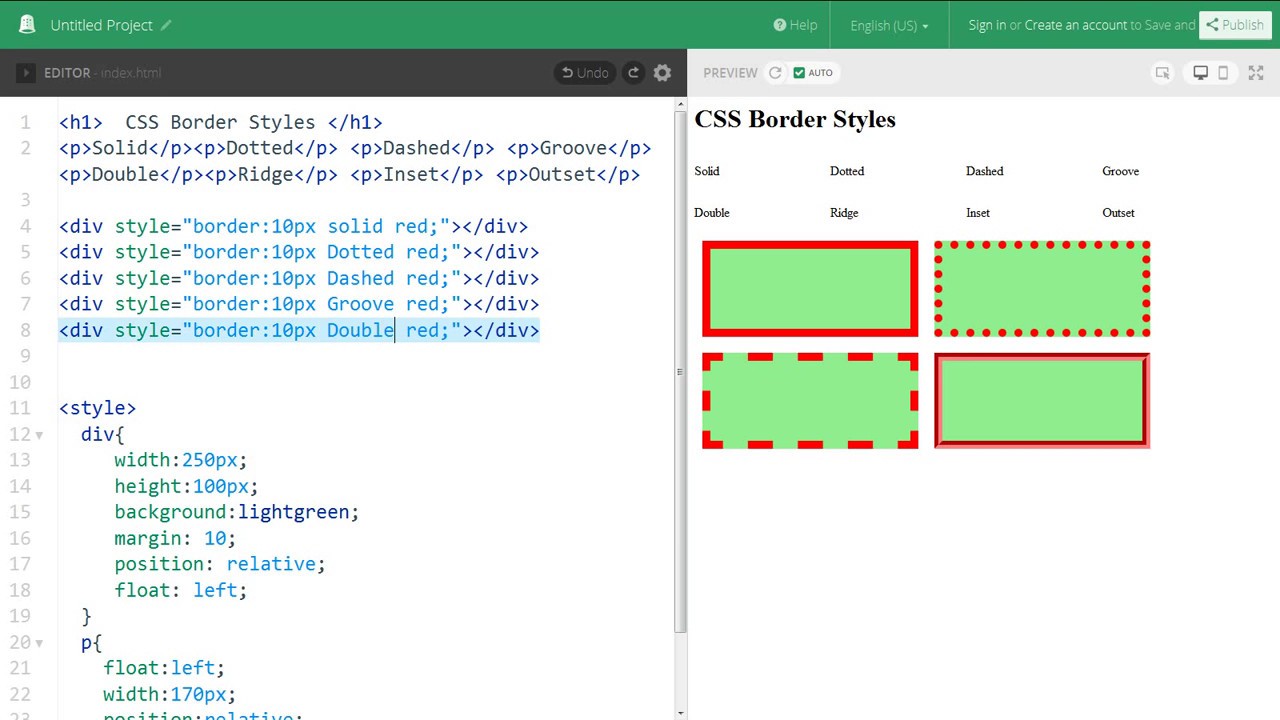 Untitled Project
Help
English (US)
Sign in or Create an account to Save and
Publish
EDITOR - index.html
Undo
PREVIEW
AUTO
1 <h1>  CSS Border Styles </h1>
2 <p>Solid</p><p>Dotted</p> <p>Dashed</p> <p>Groove</p>
<p>Double</p><p>Ridge</p> <p>Inset</p> <p>Outset</p>
3
4 <div style="border:10px solid red;"></div>
5 <div style="border:10px Dotted red;"></div>
6 <div style="border:10px Dashed red;"></div>
7 <div style="border:10px Groove red;"></div>
8 <div style="border:10px Double red;"></div>
9
10
11 <style>
12 div{
13 width:250px;
14 height:100px;
15 background:lightgreen;
16 margin: 10;
17 position: relative;
18 float: left;
19 }
20 p{
21 float:left;
22 width:170px;
23 position:relative;
CSS Border Styles
Solid Dotted Dashed Groove
Double Ridge Inset Outset